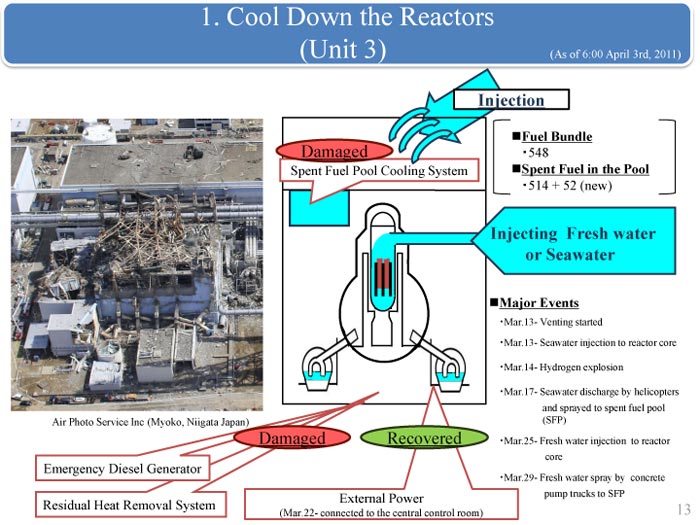 1. Cool Down the Reactors
(Unit 3)
(As of 6:00 April 3rd, 2011)
Injection
Damaged
Spent Fuel Pool Cooling System
■Fuel Bundle
・548
■Spent Fuel in the Pool
・514 + 52 (new)
Injecting Fresh water
or Seawater
■Major Events
・Mar.13- Venting started
・Mar.13- Seawater injection to reactor core
・Mar.14- Hydrogen explosion
・Mar.17- Seawater discharge by helicopters
and sprayed to spent fuel pool
(SFP)
・Mar.25- Fresh water injection to reactor
core
・Mar.29- Fresh water spray by concrete
pump trucks to SFP
Air Photo Service Inc (Myoko, Niigata Japan)
Damaged
Recovered
Emergency Diesel Generator
Residual Heat Removal System
External Power
(Mar.22- connected to the central control room)
13